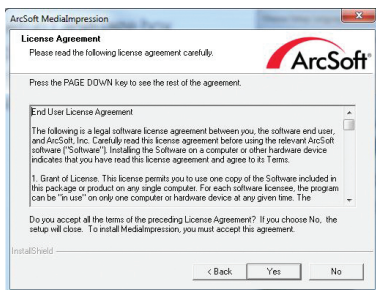 ArcSoft MediaImpression
License Agreement
Please read the following license agreement carefully.
ArcSoft®
Press the PAGE DOWN key to see the rest of the agreement.
End User License Agreement
The following is a legal software license agreement between you, the software end user,
and ArcSoft, Inc. Carefully read this license agreement before using the relevant ArcSoft
software ("Software"). Installing the Software on a computer or other hardware device
indicates that you have read this license agreement and agree to its Terms.
1. Grant of License. This license permits you to use one copy of the Software included in
this package or product on any single computer. For each software licensee, the program
can be "in use" on only one computer or hardware device at any given time. The
Do you accept all the terms of the preceding License Agreement? If you choose No, the
setup will close. To install MediaImpression, you must accept this agreement.
InstallShield
< Back
Yes
No